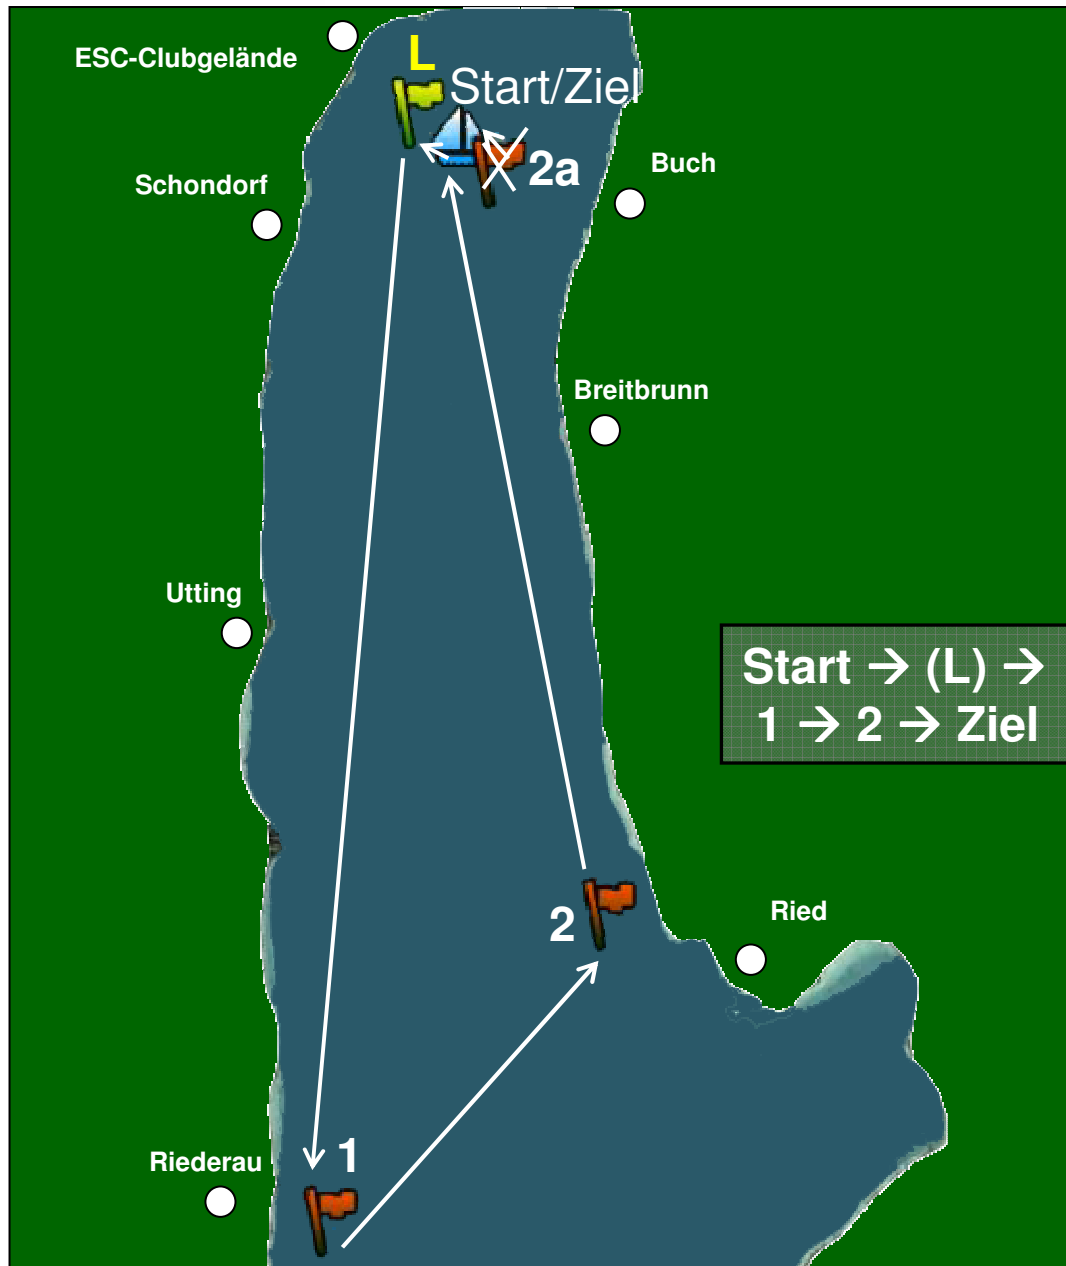 ESC-Clubgelände
L
Start/Ziel
2a
Buch
Schondorf
Breitbrunn
Utting
Start → (L) →
1 → 2 → Ziel
2
Ried
1
Riederau